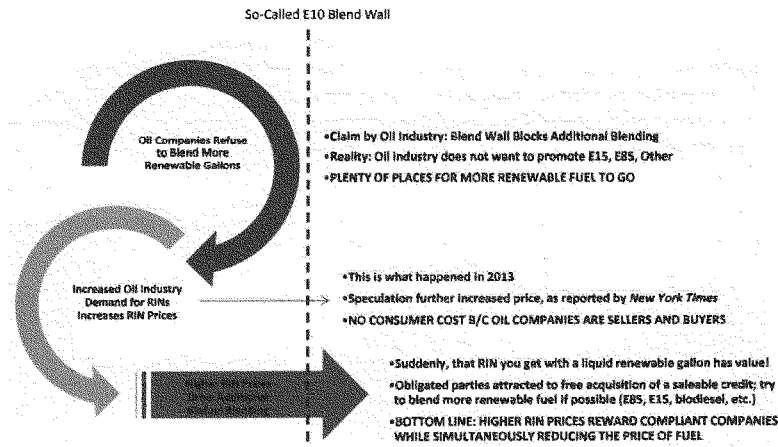 So-Called E10 Blend Wall
Oil Companies Refuse
to Blend More
Renewable Gallons
•Claim by Oil Industry: Blend Wall Blocks Additional Blending
•Reality: Oil Industry does not want to promote E15, E85, Other
•PLENTY OF PLACES FOR MORE RENEWABLE FUEL TO GO
Increased Oil Industry
Demand for RINs
Increases RIN Prices
•This is what happened in 2013
•Speculation further increased price, as reported by New York Times
•NO CONSUMER COST B/C OIL COMPANIES ARE SELLERS AND BUYERS
Higher RIN Prices
Drive Additional
Blending
•Suddenly, that RIN you get with a liquid renewable gallon has value!
•Obligated parties attracted to free acquisition of a saleable credit; try
to blend more renewable fuel if possible (E85, E15, biodiesel, etc.)
•BOTTOM LINE: HIGHER RIN PRICES REWARD COMPLIANT COMPANIES
WHILE SIMULTANEOUSLY REDUCING THE PRICE OF FUEL